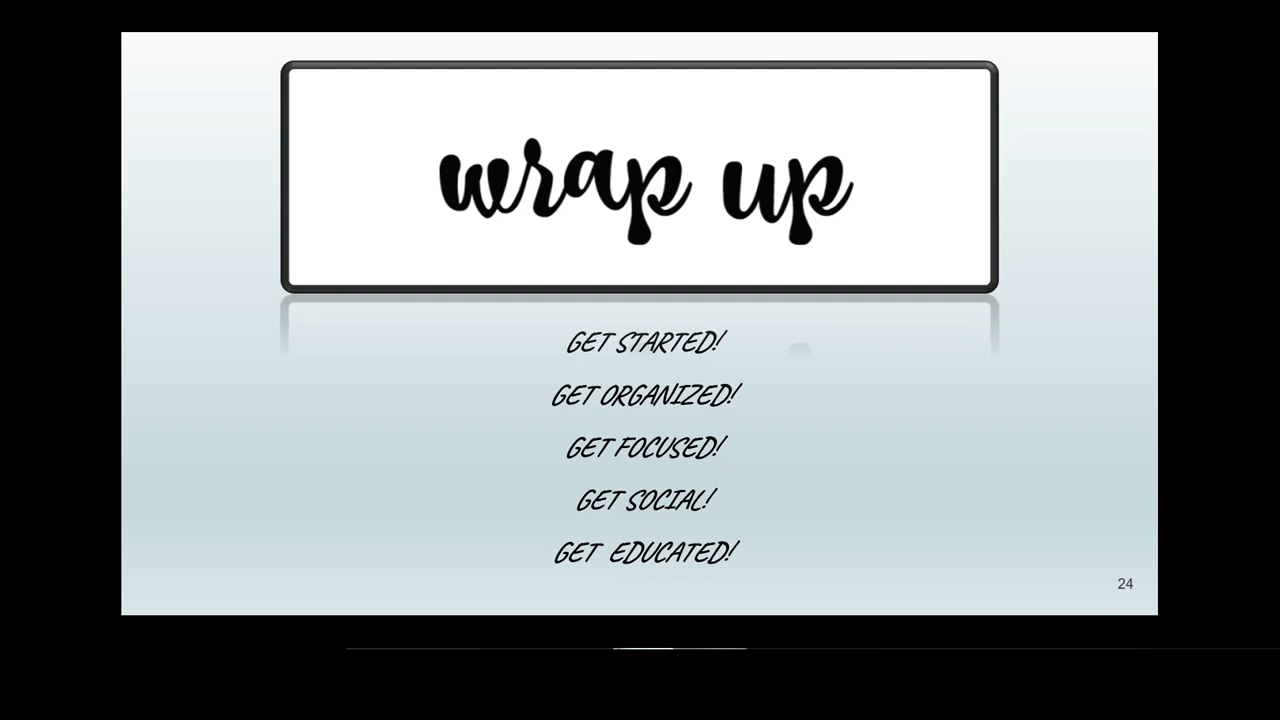 wrap up
GET STARTED!
GET ORGANIZED!
GET FOCUSED!
GET SOCIAL!
GET EDUCATED!
24